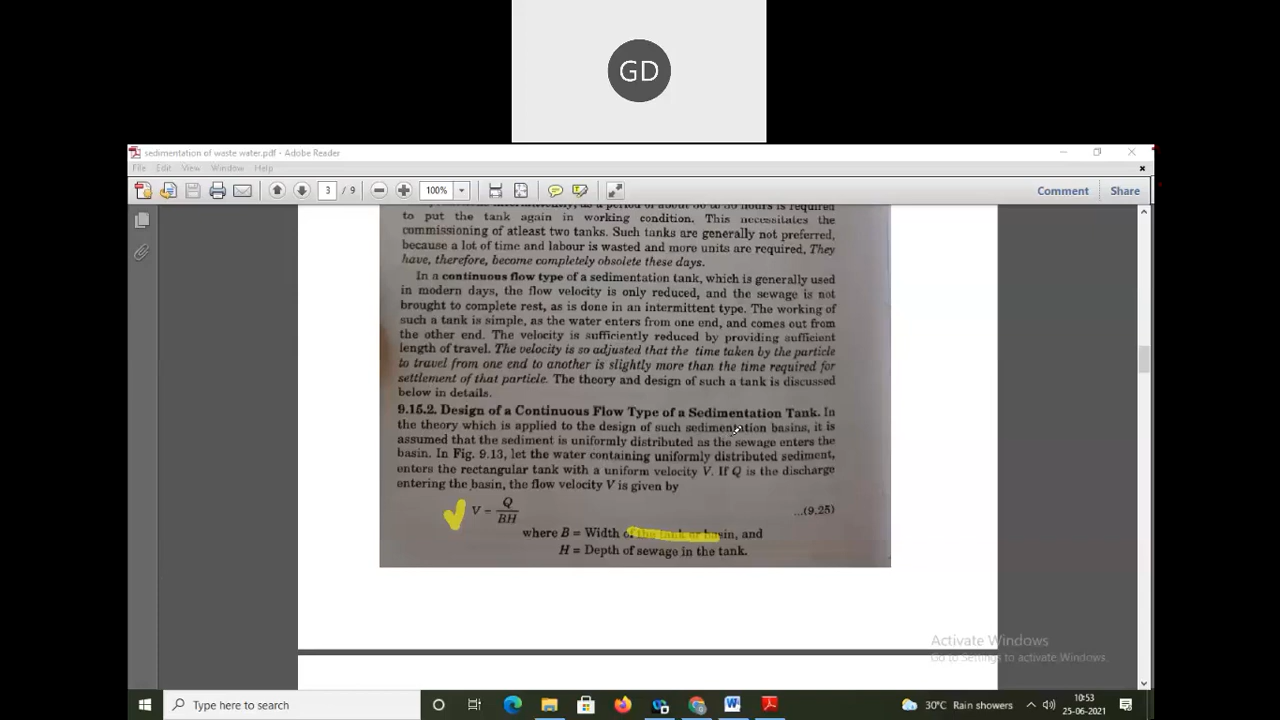 GD
sedimentation of waste water.pdf - Adobe Reader
File Edit View Window Help
3 / 9 100% Comment Share
to put the tank again in working condition. This necessitates the
commissioning of atleast two tanks. Such tanks are generally not preferred,
because a lot of time and labour is wasted and more units are required. They
have, therefore, become completely obsolete these days.
In a continuous flow type of a sedimentation tank, which is generally used
in modern days, the flow velocity is only reduced, and the sewage is not
brought to complete rest, as is done in an intermittent type. The working of
such a tank is simple, as the water enters from one end, and comes out from
the other end. The velocity is sufficiently reduced by providing sufficient
length of travel. The velocity is so adjusted that the time taken by the particle
to travel from one end to another is slightly more than the time required for
settlement of that particle. The theory and design of such a tank is discussed
below in details.
9.15.2. Design of a Continuous Flow Type of a Sedimentation Tank. In
the theory which is applied to the design of such sedimentation basins, it is
assumed that the sediment is uniformly distributed as the sewage enters the
basin. In Fig. 9.13, let the water containing uniformly distributed sediment,
enters the rectangular tank with a uniform velocity V. If Q is the discharge
entering the basin, the flow velocity V is given by
V = Q/BH ...(9.25)
where B = Width of the tank or basin, and
H = Depth of sewage in the tank.
Activate Windows
Go to Settings to activate Windows.
Type here to search
30°C Rain showers
10:53
25-06-2021